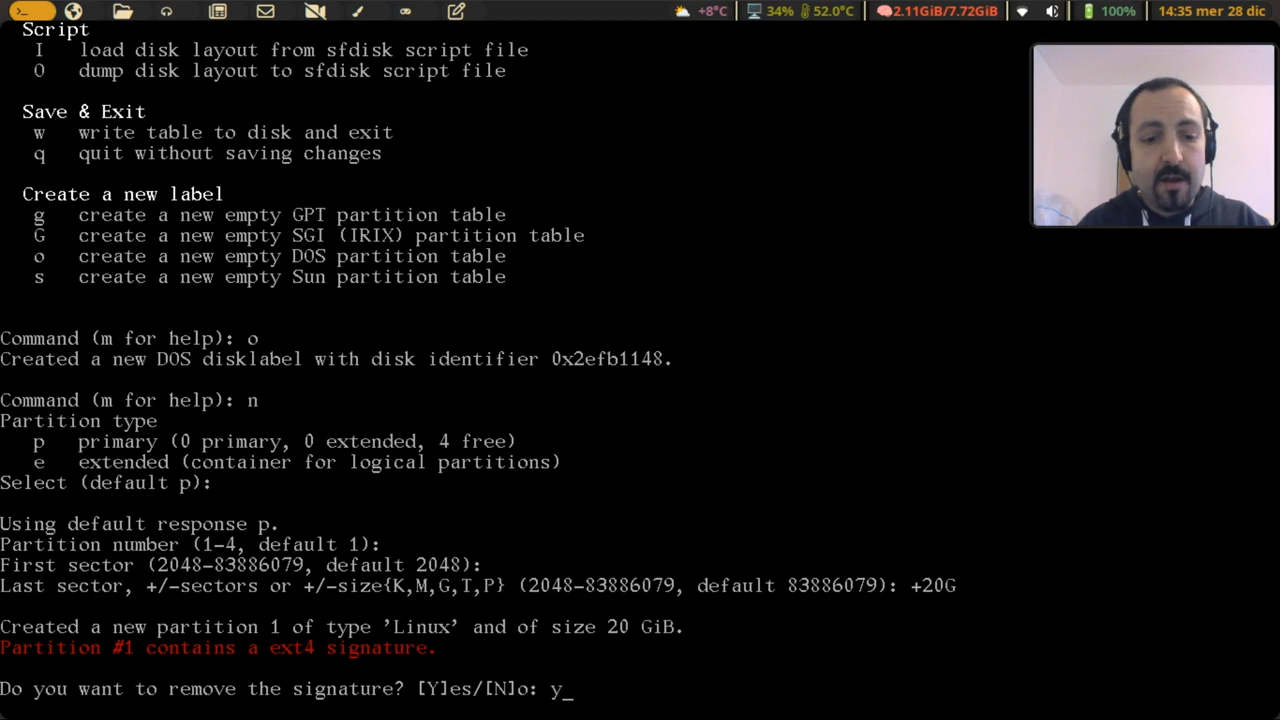 +8°C 34% 52.0°C 2.11GiB/7.72GiB 100% 14:35 mer 28 dic
Script
I load disk layout from sfdisk script file
O dump disk layout to sfdisk script file
Save & Exit
w write table to disk and exit
q quit without saving changes
Create a new label
g create a new empty GPT partition table
G create a new empty SGI (IRIX) partition table
o create a new empty DOS partition table
s create a new empty Sun partition table
Command (m for help): o
Created a new DOS disklabel with disk identifier 0x2efb1148.
Command (m for help): n
Partition type
p primary (0 primary, 0 extended, 4 free)
e extended (container for logical partitions)
Select (default p):
Using default response p.
Partition number (1-4, default 1):
First sector (2048-83886079, default 2048):
Last sector, +/-sectors or +/-size{K,M,G,T,P} (2048-83886079, default 83886079): +20G
Created a new partition 1 of type 'Linux' and of size 20 GiB.
Partition #1 contains a ext4 signature.
Do you want to remove the signature? [Y]es/[N]o: y_